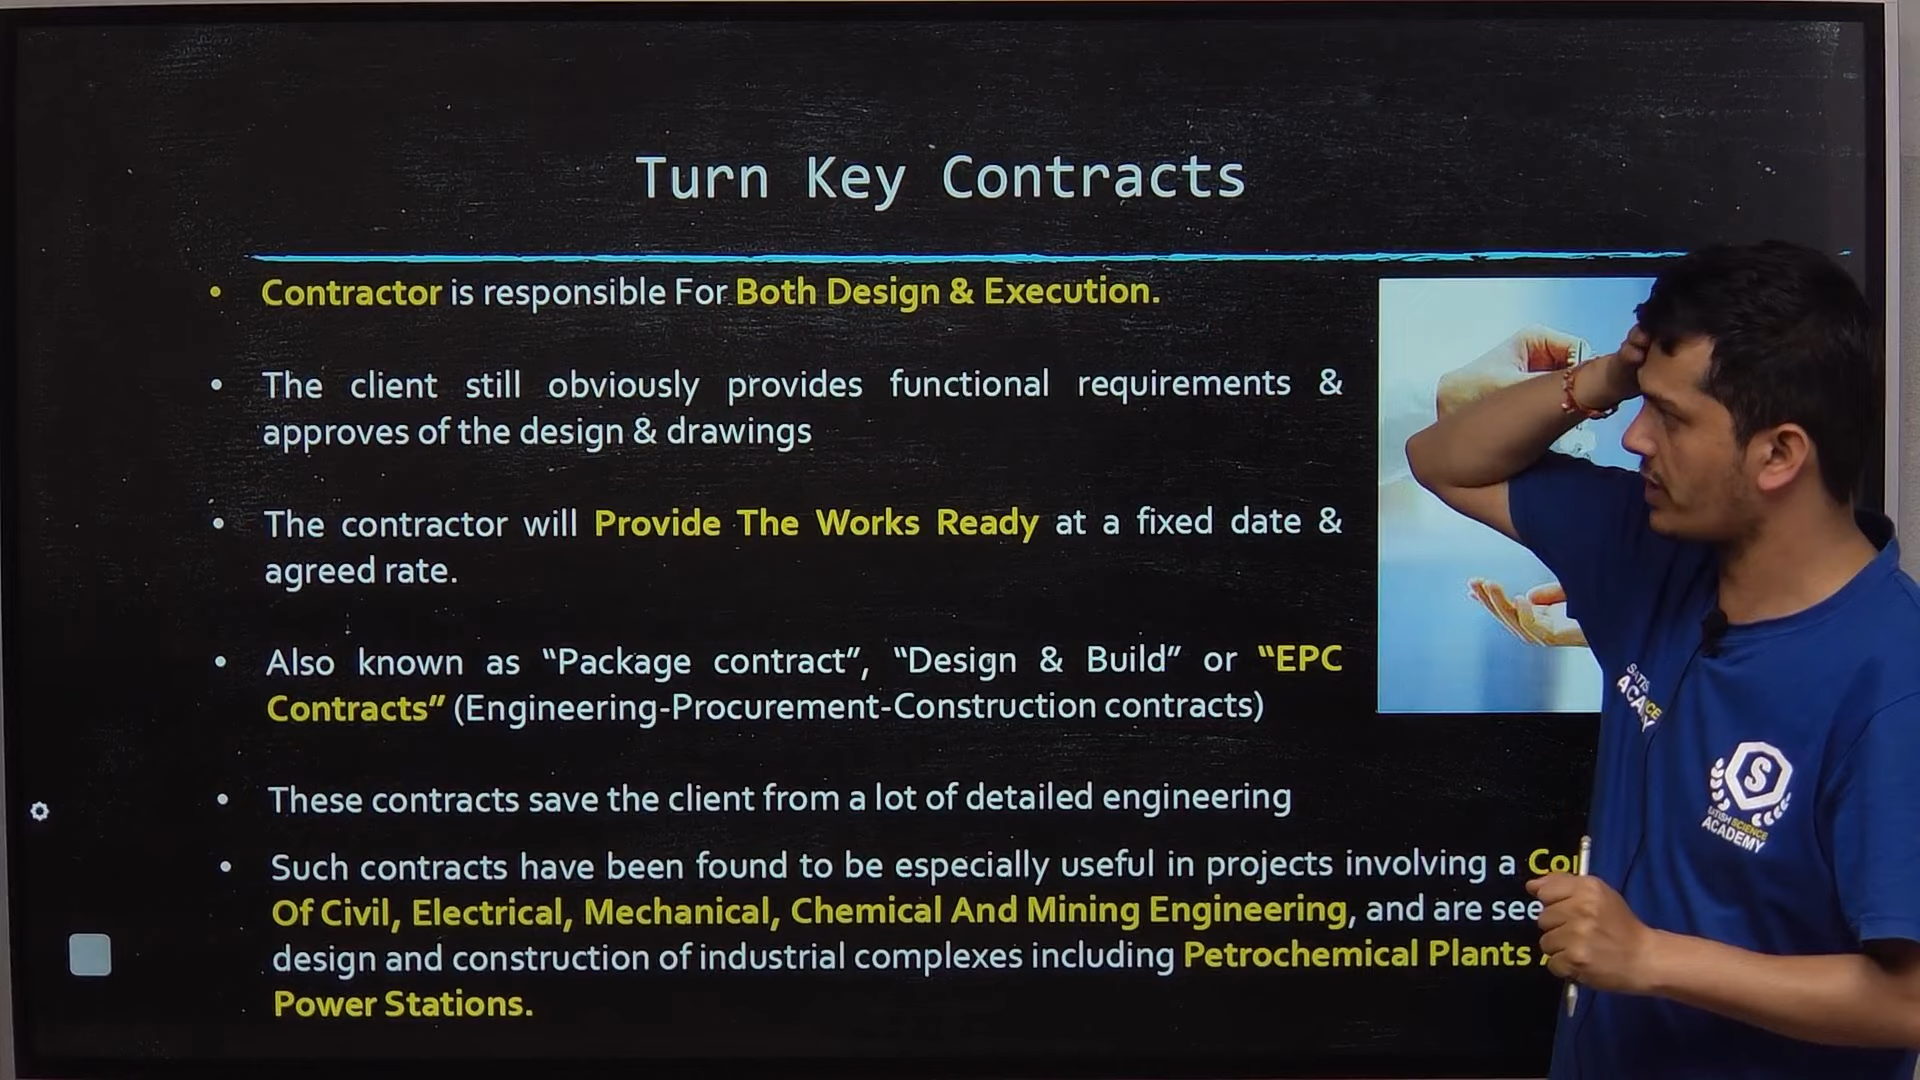 Turn Key Contracts
• Contractor is responsible For Both Design & Execution.
• The client still obviously provides functional requirements &
approves of the design & drawings
• The contractor will Provide The Works Ready at a fixed date &
agreed rate.
• Also known as “Package contract”, “Design & Build” or “EPC
Contracts” (Engineering-Procurement-Construction contracts)
• These contracts save the client from a lot of detailed engineering
• Such contracts have been found to be especially useful in projects involving a
Of Civil, Electrical, Mechanical, Chemical And Mining Engineering, and are
design and construction of industrial complexes including Petrochemical Plants
Power Stations.
ACADEMY
S
SATISH SCIENCE
ACADEMY